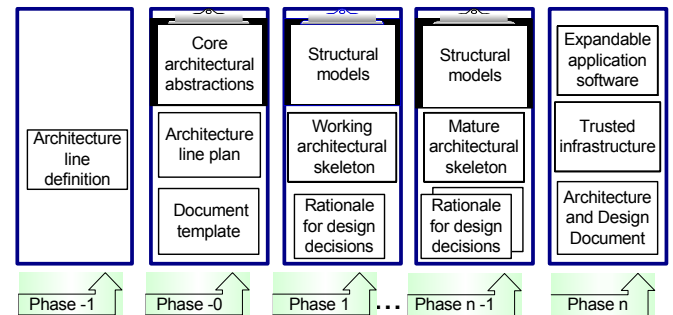 Architecture
line
definition
Core
architectural
abstractions
Architecture
line plan
Document
template
Structural
models
Working
architectural
skeleton
Rationale
for design
decisions
Structural
models
Mature
architectural
skeleton
Rationale
for design
decisions
Expandable
application
software
Trusted
infrastructure
Architecture
and Design
Document
Phase -1
Phase -0
Phase 1
...
Phase n -1
Phase n